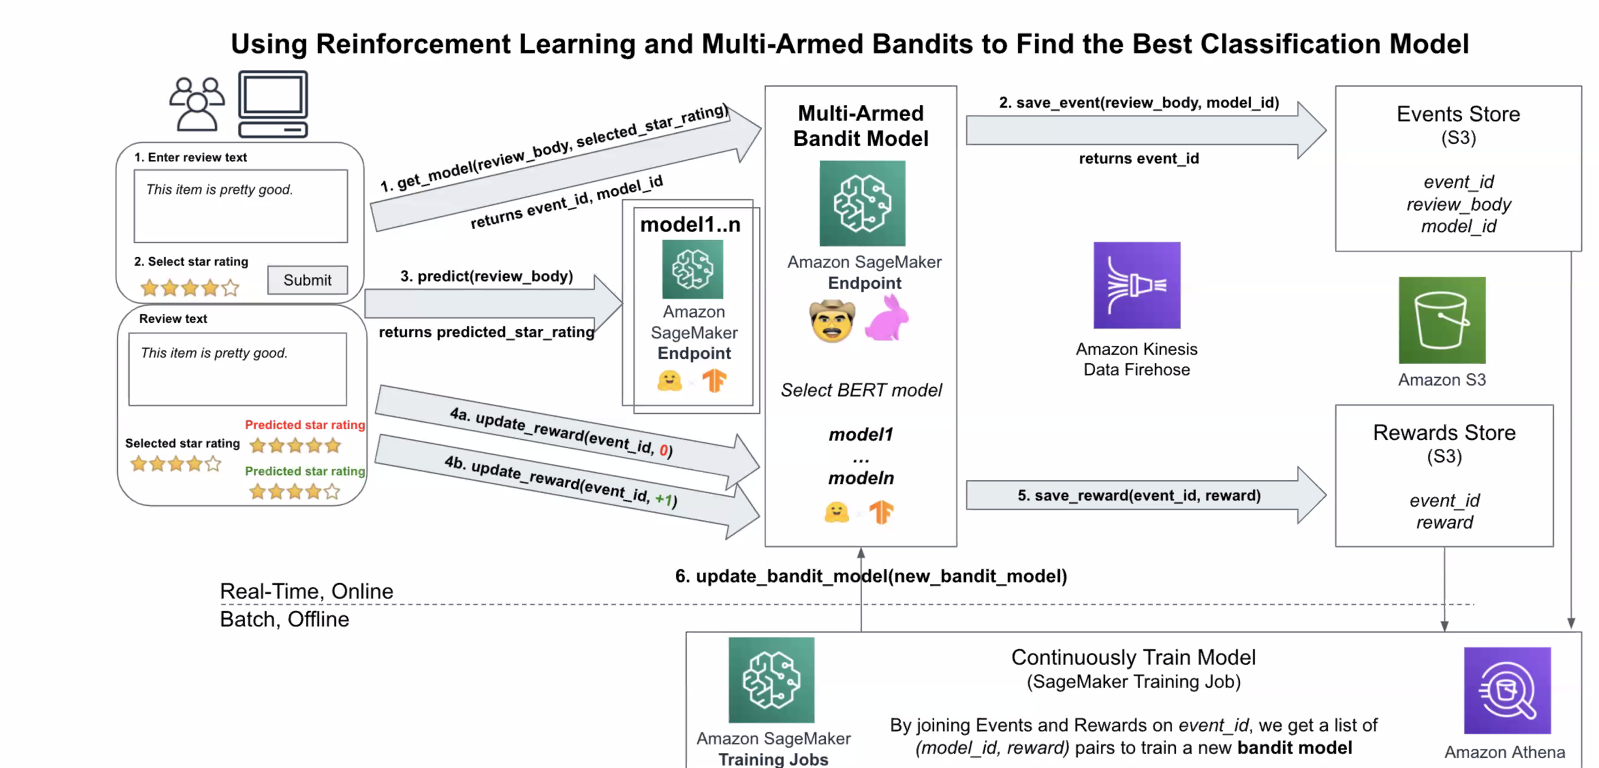 Using Reinforcement Learning and Multi-Armed Bandits to Find the Best Classification Model
1. Enter review text
This item is pretty good.
2. Select star rating
Submit
Review text
This item is pretty good.
Predicted star rating
Selected star rating
Predicted star rating
1. get_model(review_body, selected_star_rating)
returns event_id, model_id
3. predict(review_body)
returns predicted_star_rating
4a. update_reward(event_id, 0)
4b. update_reward(event_id, +1)
model1..n
Amazon
SageMaker
Endpoint
Multi-Armed
Bandit Model
Amazon SageMaker
Endpoint
Select BERT model
model1
...
modeln
2. save_event(review_body, model_id)
returns event_id
Amazon Kinesis
Data Firehose
5. save_reward(event_id, reward)
Events Store
(S3)
event_id
review_body
model_id
Amazon S3
Rewards Store
(S3)
event_id
reward
6. update_bandit_model(new_bandit_model)
Real-Time, Online
Batch, Offline
Amazon SageMaker
Training Jobs
Continuously Train Model
(SageMaker Training Job)
By joining Events and Rewards on event_id, we get a list of
(model_id, reward) pairs to train a new bandit model
Amazon Athena